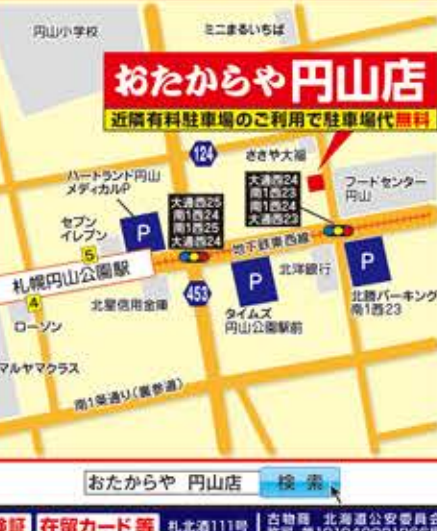 円山小学校
ミニまるいちば
おたからや円山店
近隣有料駐車場のご利用で駐車場代無料
124
ささや大福
ハートランド円山
メディカルP
大通西25
南1西24
南1西25
大通西24
大通西24
南1西23
南1西24
大通西23
フードセンター
円山
セブン
イレブン
P
5
地下鉄東西線
札幌円山公園駅
P
北洋銀行
P
4
北星信用金庫
453
ローソン
タイムズ
円山公園駅前
北勝パーキング
南1西23
マルヤマクラス
南1条通り(裏参道)
おたからや 円山店 検索
在留カード等
札北酒111号
古物商 北海道公安委員会